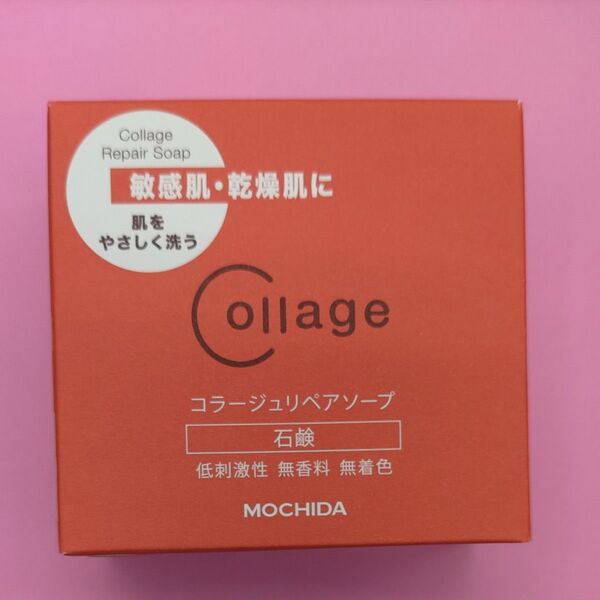 Collage
Repair Soap
敏感肌・乾燥肌に
肌を
やさしく洗う
Collage
コラージュリペアソープ
石鹸
低刺激性 無香料 無着色
MOCHIDA